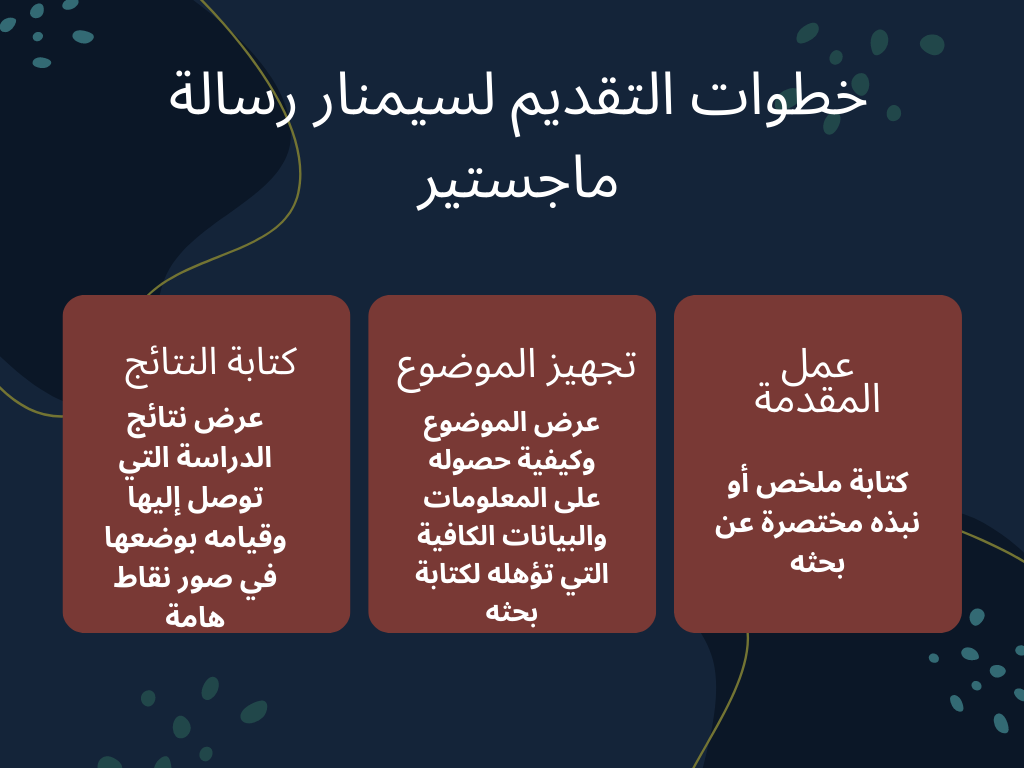 خطوات التقديم لسيمنار رسالة
ماجستير
عمل
المقدمة
كتابة ملخص أو
نبذه مختصرة عن
بحثه
تجهيز الموضوع
عرض الموضوع
وكيفية حصوله
على المعلومات
والبيانات الكافية
التي تؤهله لكتابة
بحثه
كتابة النتائج
عرض نتائج
الدراسة التي
توصل إليها
وقيامه بوضعها
في صور نقاط
هامة